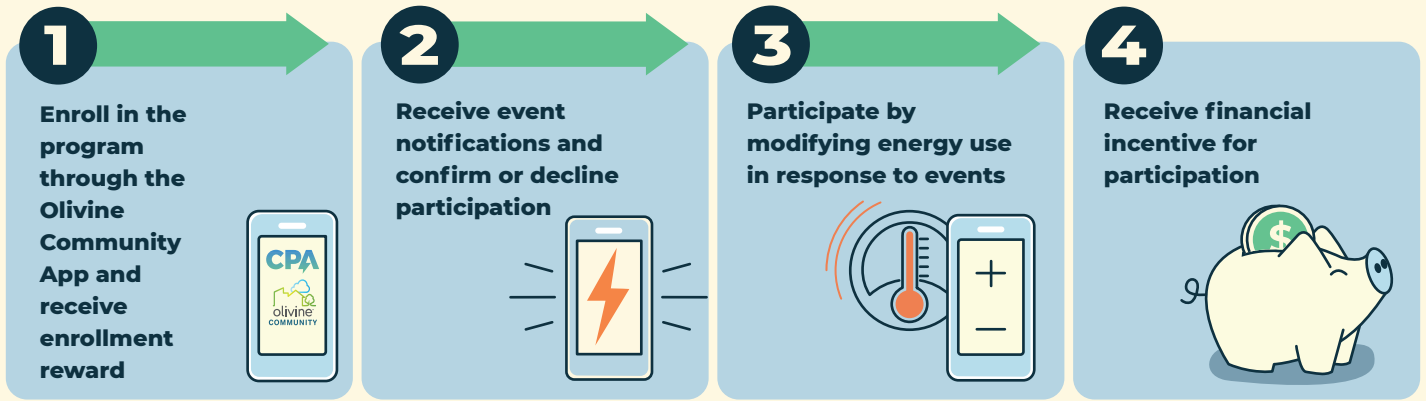 1
Enroll in the
program
through the
Olivine
Community
App and
receive
enrollment
reward
CPA
olivine
COMMUNITY
2
Receive event
notifications and
confirm or decline
participation
3
Participate by
modifying energy use
in response to events
+
−
4
Receive financial
incentive for
participation
$